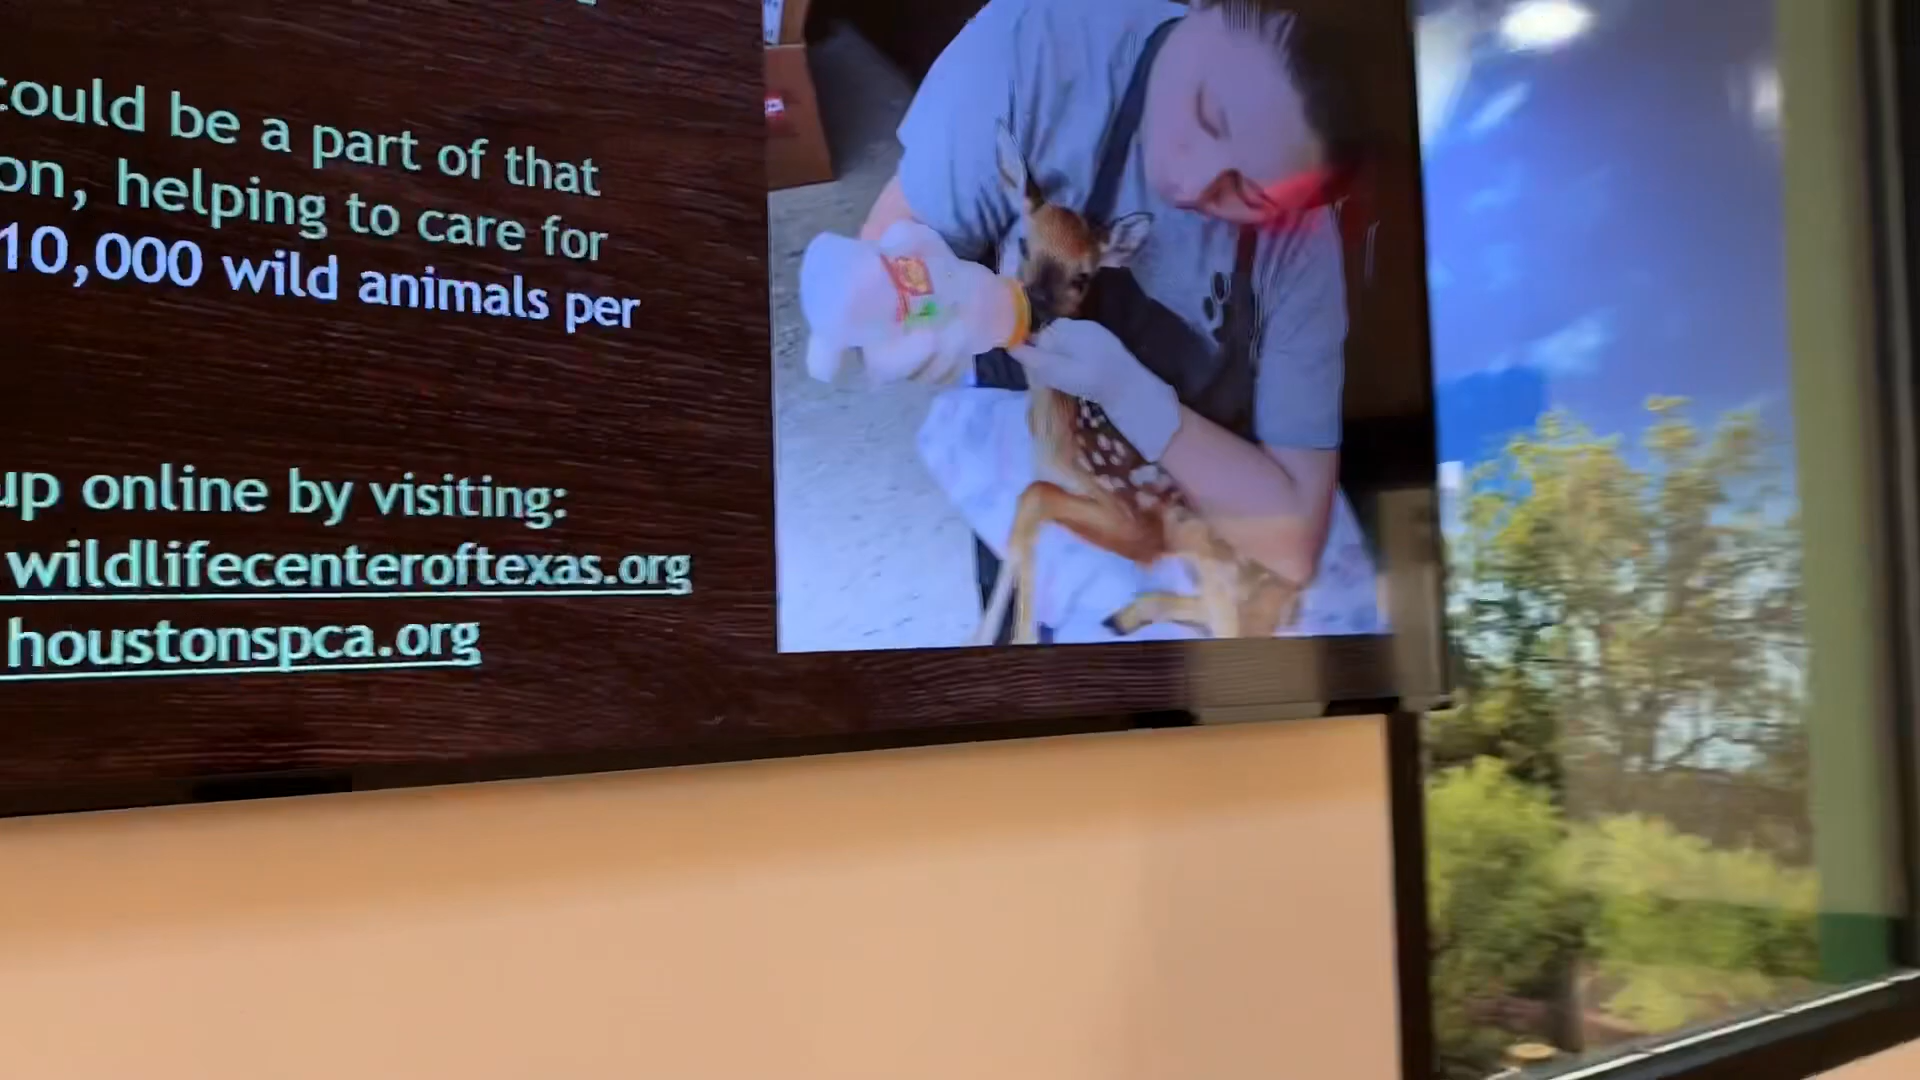 could be a part of that
on, helping to care for
10,000 wild animals per
up online by visiting:
wildlifecenteroftexas.org
houstonspca.org